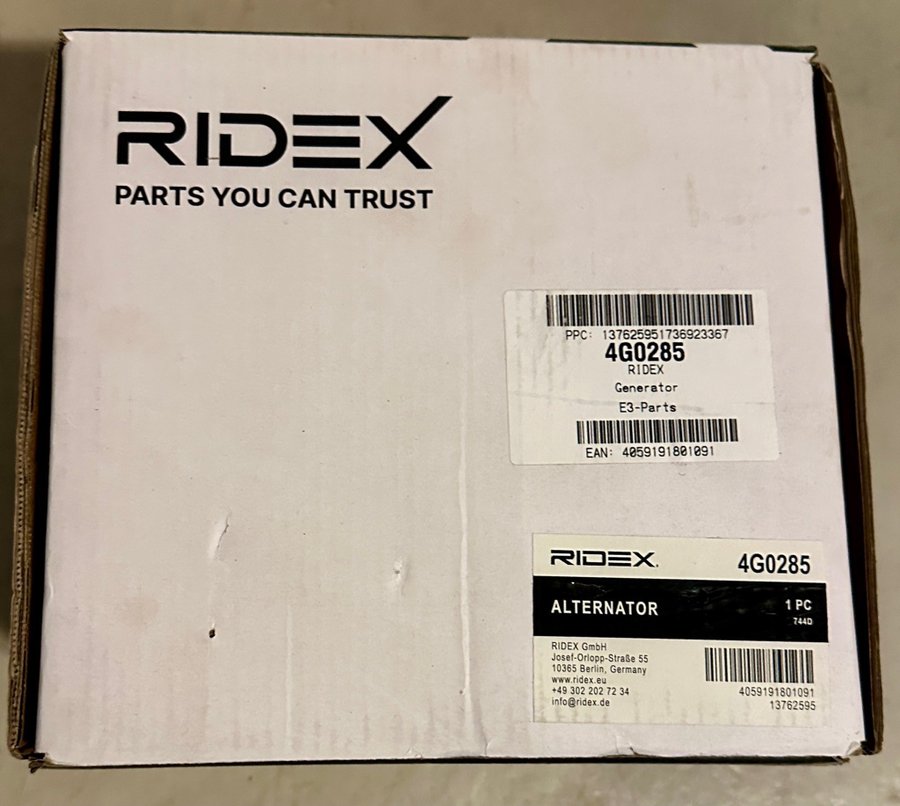 RIDEX
PARTS YOU CAN TRUST
PPC: 137625951736923367
4G0285
RIDEX
Generator
E3-Parts
EAN: 4059191801091
RIDEX.
4G0285
ALTERNATOR
1 PC
744D
RIDEX GmbH
Josef-Orlopp-Straße 55
10365 Berlin, Germany
www.ridex.eu
+49 302 202 72 34
info@ridex.de
4059191801091
13762595